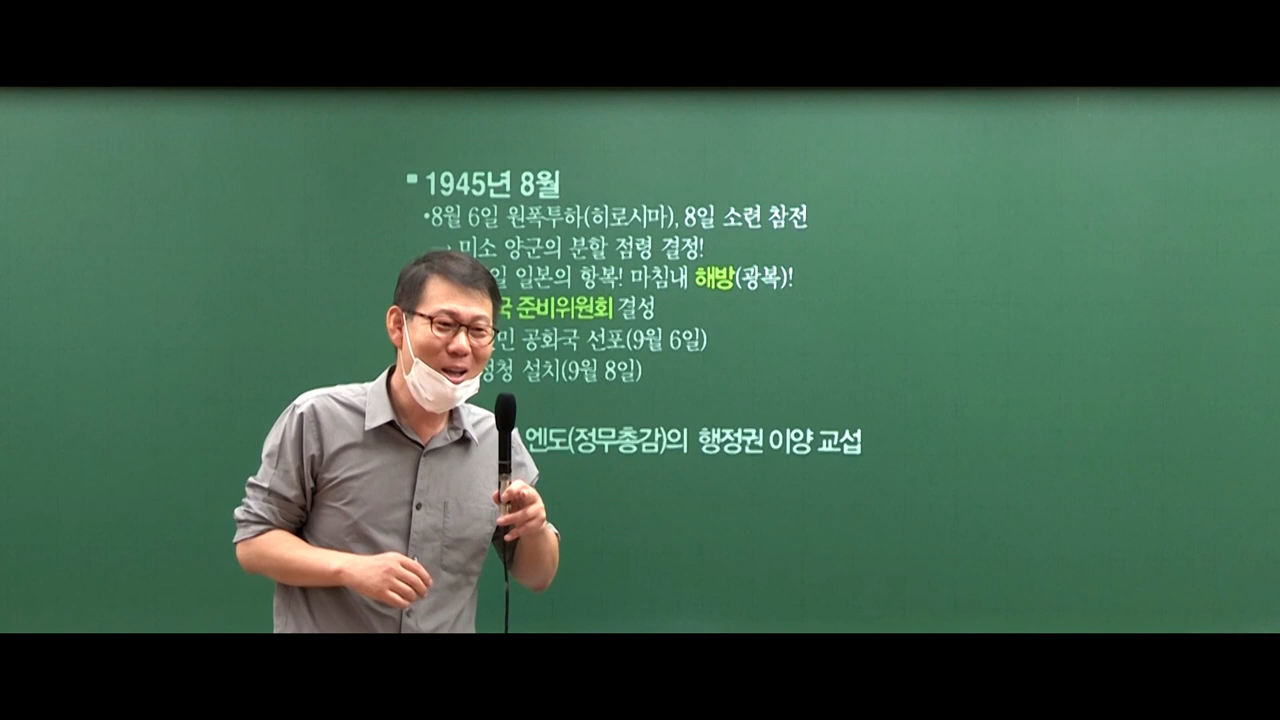 1945년 8월
•8월 6일 원폭투하(히로시마), 8일 소련 참전
→ 미소 양군의 분할 점령 결정!
일 일본의 항복! 마침내 해방(광복)!
국 준비위원회 결성
민 공화국 선포(9월 6일)
정청 설치(9월 8일)
엔도(정무총감)의 행정권 이양 교섭